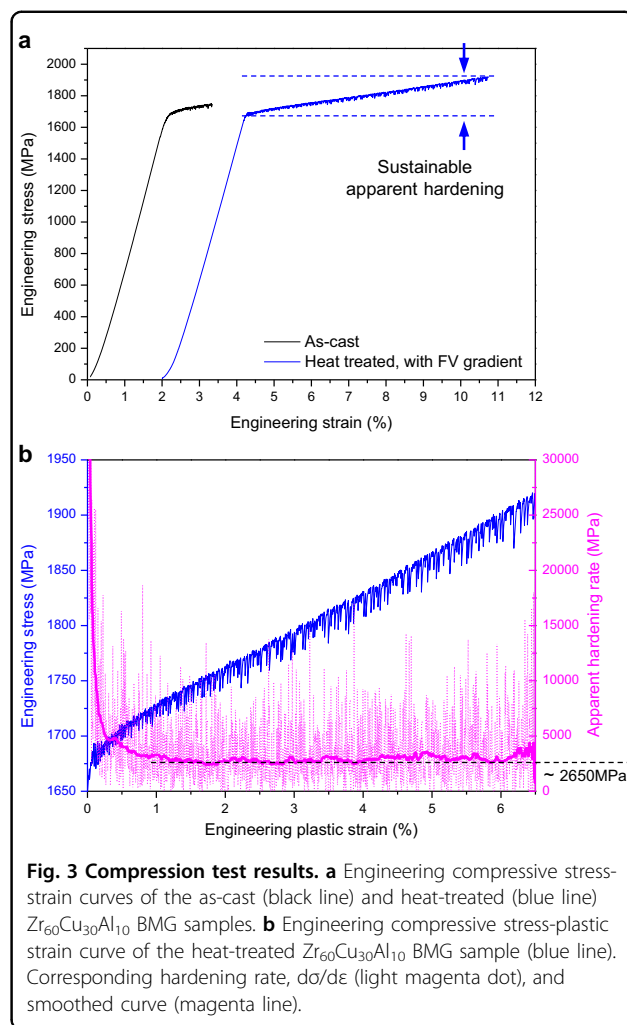 a
2000
1800
1600
1400
1200
1000
800
600
400
200
0
Engineering stress (MPa)
Sustainable
apparent hardening
As-cast
Heat treated, with FV gradient
0 1 2 3 4 5 6 7 8 9 10 11 12
Engineering strain (%)
b
1950
1900
1850
1800
1750
1700
1650
Engineering stress (MPa)
30000
25000
20000
15000
10000
5000
0
Apparent hardening rate (MPa)
~ 2650MPa
0 1 2 3 4 5 6
Engineering plastic strain (%)
Fig. 3 Compression test results. a Engineering compressive stress-
strain curves of the as-cast (black line) and heat-treated (blue line)
Zr₆₀Cu₃₀Al₁₀ BMG samples. b Engineering compressive stress-plastic
strain curve of the heat-treated Zr₆₀Cu₃₀Al₁₀ BMG sample (blue line).
Corresponding hardening rate, dσ/dε (light magenta dot), and
smoothed curve (magenta line).